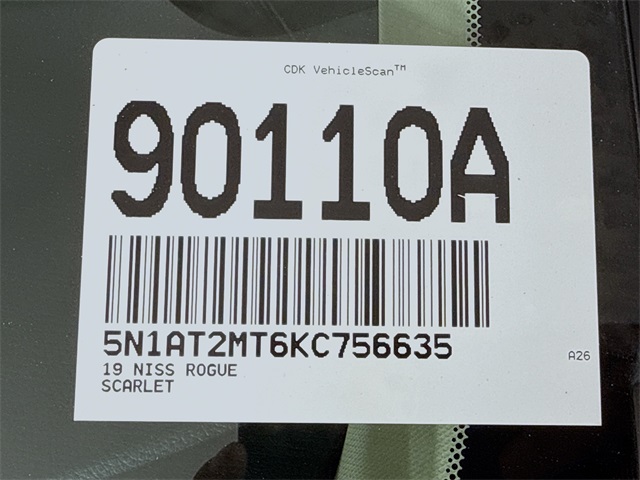 CDK VehicleScan™
90110A
5N1AT2MT6KC756635
19 NISS ROGUE
SCARLET
A26